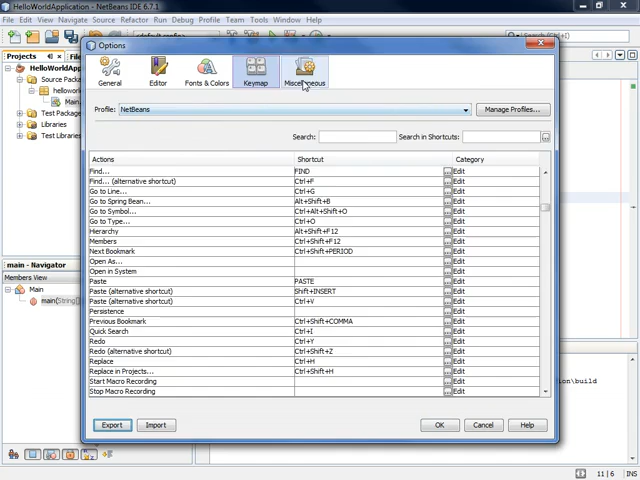 HelloWorldApplication - NetBeans IDE 6.7.1
File Edit View Navigate Source Refactor Run Debug Profile Team Tools Window Help
Options
Projects
HelloWorldApp
Source Packa
hellowor
Main.
Test Packages
Libraries
Test Libraries
General
Editor
Fonts & Colors
Keymap
Miscellaneous
Profile: NetBeans
Manage Profiles...
Search:
Search in Shortcuts:
Actions Shortcut Category
Find... FIND Edit
Find... (alternative shortcut) Ctrl+F Edit
Go to Line... Ctrl+G Edit
Go to Spring Bean... Alt+Shift+B Edit
Go to Symbol... Ctrl+Alt+Shift+O Edit
Go to Type... Ctrl+O Edit
Hierarchy Alt+Shift+F12 Edit
Members Ctrl+Shift+F12 Edit
Next Bookmark Ctrl+Shift+PERIOD Edit
Open As... Edit
Open in System Edit
Paste PASTE Edit
Paste (alternative shortcut) Shift+INSERT Edit
Paste (alternative shortcut) Ctrl+V Edit
Persistence Edit
Previous Bookmark Ctrl+Shift+COMMA Edit
Quick Search Ctrl+I Edit
Redo Ctrl+Y Edit
Redo (alternative shortcut) Ctrl+Shift+Z Edit
Replace Ctrl+H Edit
Replace in Projects... Ctrl+Shift+H Edit
Start Macro Recording Edit
Stop Macro Recording Edit
main - Navigator
Members View
Main
main(String[]
ion\build
Export
Import
OK
Cancel
Help
11 | 6 INS